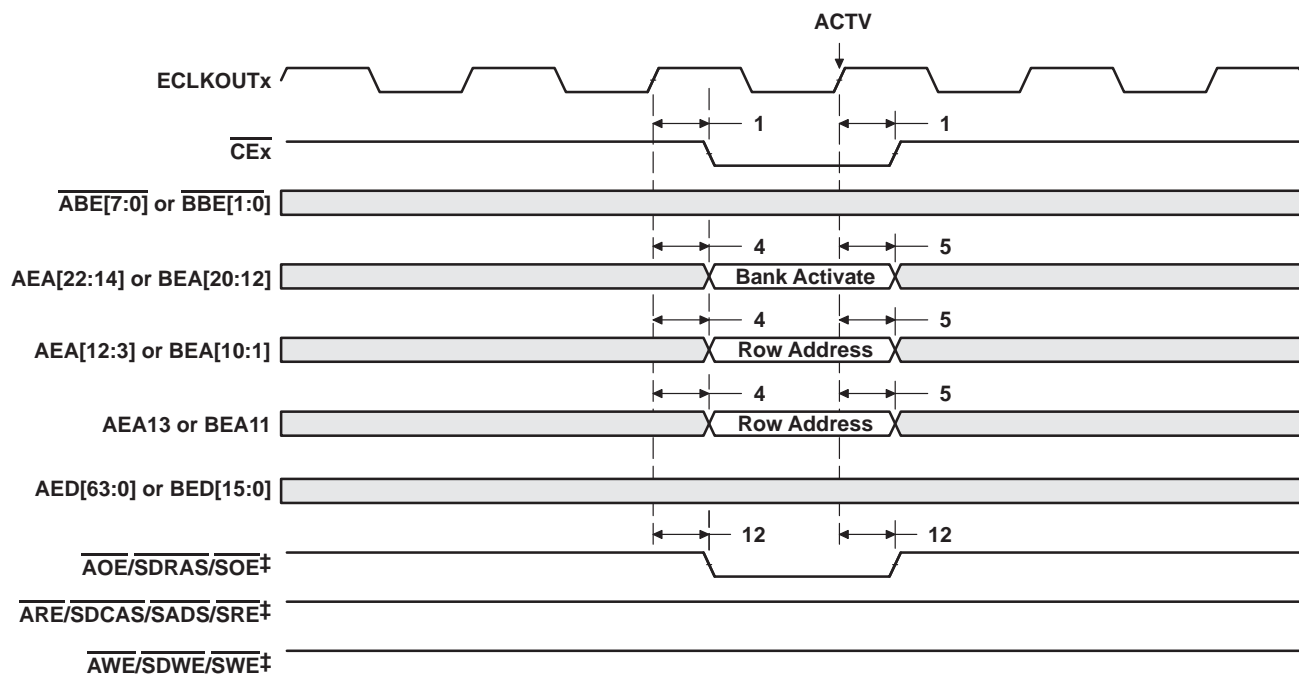 ACTV
ECLKOUTx
1 1
CEx
ABE[7:0] or BBE[1:0]
4 5
AEA[22:14] or BEA[20:12] Bank Activate
4 5
AEA[12:3] or BEA[10:1] Row Address
4 5
AEA13 or BEA11 Row Address
AED[63:0] or BED[15:0]
12 12
AOE/SDRAS/SOE‡
ARE/SDCAS/SADS/SRE‡
AWE/SDWE/SWE‡